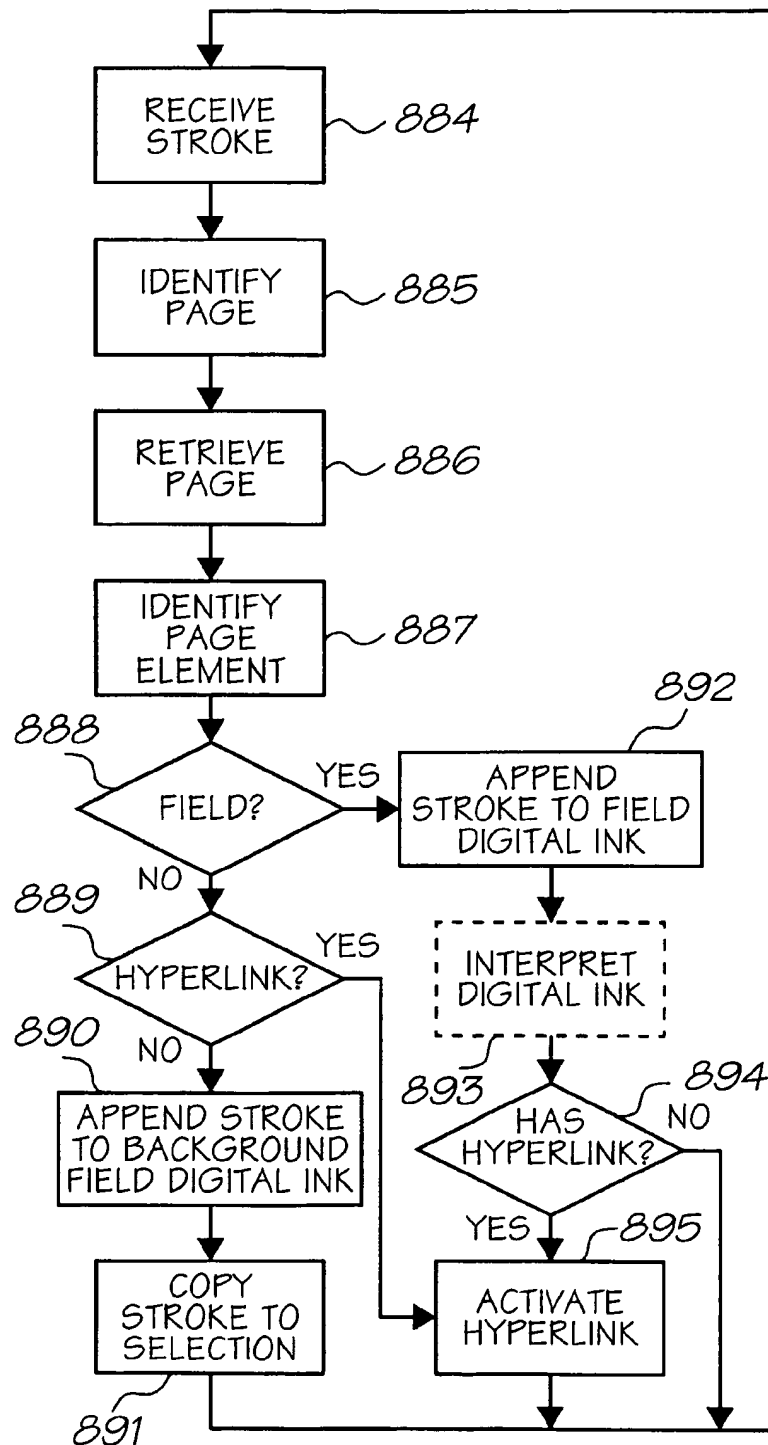 RECEIVE
STROKE
884
IDENTIFY
PAGE
885
RETRIEVE
PAGE
886
IDENTIFY
PAGE
ELEMENT
887
888
FIELD?
YES
NO
892
APPEND
STROKE TO FIELD
DIGITAL INK
889
HYPERLINK?
YES
NO
INTERPRET
DIGITAL INK
893
890
APPEND STROKE
TO BACKGROUND
FIELD DIGITAL INK
894
HAS
HYPERLINK?
NO
YES
895
COPY
STROKE TO
SELECTION
891
ACTIVATE
HYPERLINK